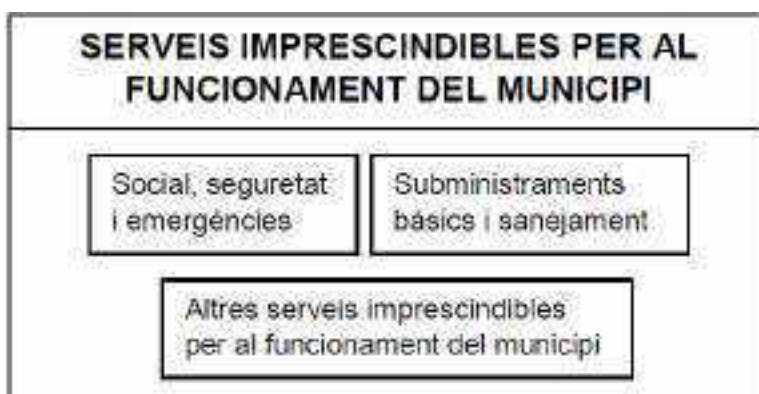 SERVEIS IMPRESCINDIBLES PER AL
FUNCIONAMENT DEL MUNICIPI
Social, seguretat
i emergències
Subministraments
bàsics i sanejament
Altres serveis imprescindibles
per al funcionament del municipi